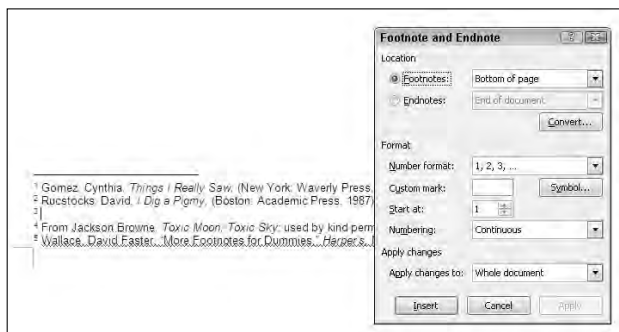 Footnote and Endnote
Location
Footnotes: Bottom of page
Endnotes: End of document
Convert...
Format
Number format: 1, 2, 3, ...
Custom mark: Symbol...
Start at: 1
Numbering: Continuous
Apply changes
Apply changes to: Whole document
Insert Cancel Apply
1 Gomez, Cynthia. Things I Really Saw, (New York: Waverly Press,
2 Rucstocks, David, I Dig a Pigmy, (Boston: Academic Press, 1987)
3
4 From Jackson Browne, Toxic Moon, Toxic Sky; used by kind perm
5 Wallace, David Faster, "More Footnotes for Dummies," Harper's,